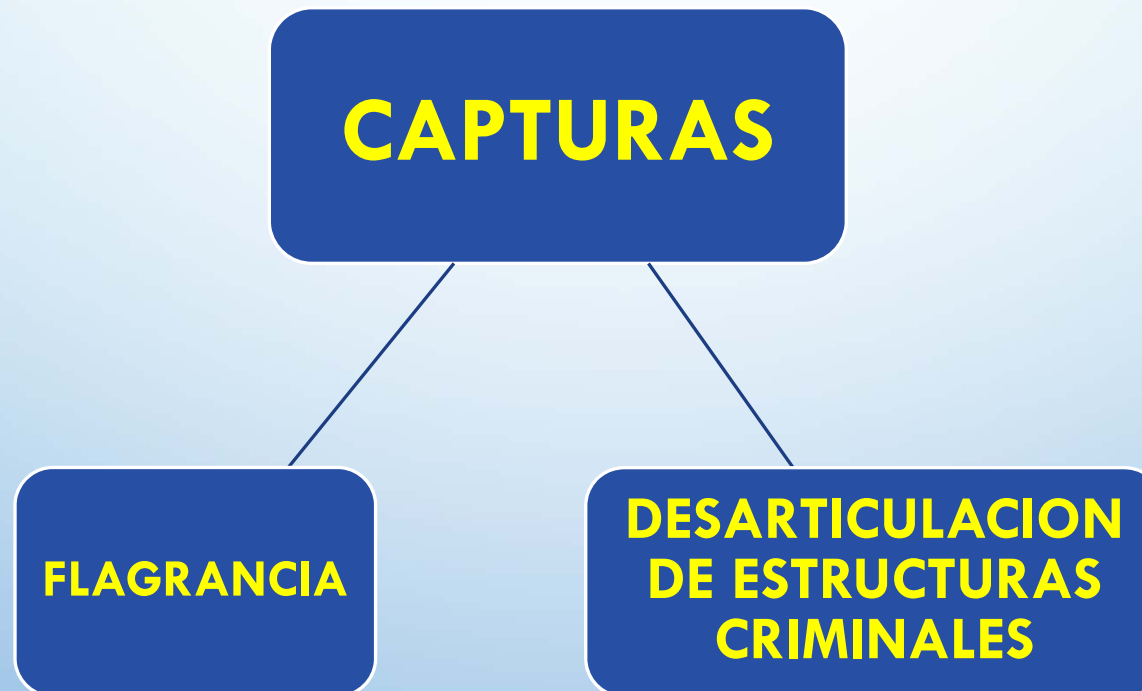 CAPTURAS
FLAGRANCIA
DESARTICULACION
DE ESTRUCTURAS
CRIMINALES